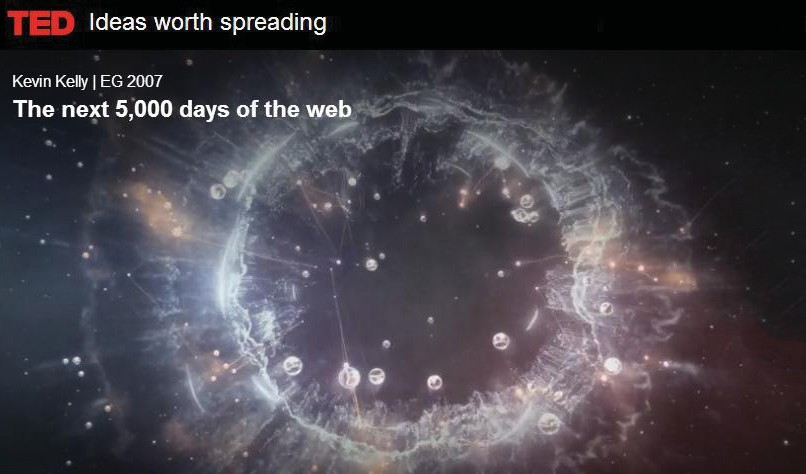 TED Ideas worth spreading
Kevin Kelly | EG 2007
The next 5,000 days of the web